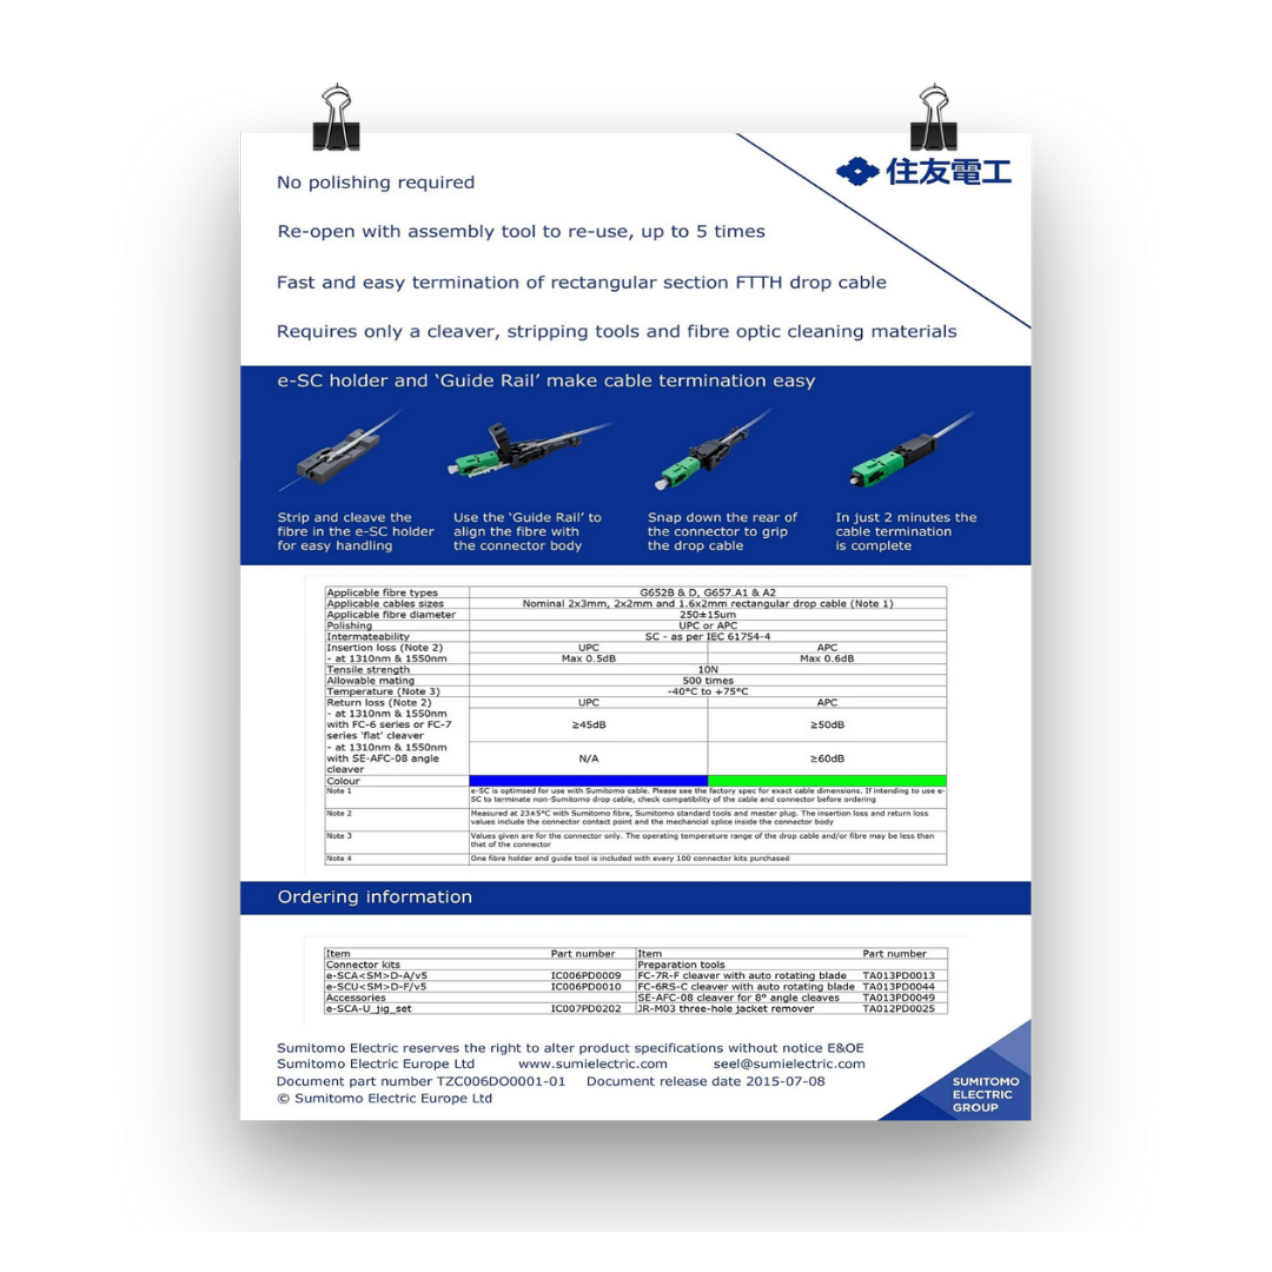 住友電工
No polishing required
Re-open with assembly tool to re-use, up to 5 times
Fast and easy termination of rectangular section FTTH drop cable
Requires only a cleaver, stripping tools and fibre optic cleaning materials
e-SC holder and ‘Guide Rail’ make cable termination easy
Strip and cleave the
fibre in the e-SC holder
for easy handling
Use the ‘Guide Rail’ to
align the fibre with
the connector body
Snap down the rear of
the connector to grip
the drop cable
In just 2 minutes the
cable termination
is complete
Applicable fibre types G652B & D, G657.A1 & A2
Applicable cables sizes Nominal 2x3mm, 2x2mm and 1.6x2mm rectangular drop cable (Note 1)
Applicable fibre diameter 250±15um
Polishing UPC or APC
Intermateability SC - as per IEC 61754-4
Insertion loss (Note 2) UPC APC
- at 1310nm & 1550nm Max 0.5dB Max 0.6dB
Tensile strength 10N
Allowable mating 500 times
Temperature (Note 3) -40°C to +75°C
Return loss (Note 2) UPC APC
- at 1310nm & 1550nm
with FC-6 series or FC-7 ≥45dB ≥50dB
series 'flat' cleaver
- at 1310nm & 1550nm
with SE-AFC-08 angle N/A ≥60dB
cleaver
Colour
Note 1 e-SC is optimsed for use with Sumitomo cable. Please see the factory spec for exact cable dimensions. If intending to use e-
SC to terminate non-Sumitomo drop cable, check compatibility of the cable and connector before ordering
Note 2 Measured at 23±5°C with Sumitomo fibre, Sumitomo standard tools and master plug. The insertion loss and return loss
values include the connector contact point and the mechancial splice inside the connector body
Note 3 Values given are for the connector only. The operating temperature range of the drop cable and/or fibre may be less than
that of the connector
Note 4 One fibre holder and guide tool is included with every 100 connector kits purchased
Ordering information
Item Part number Item Part number
Connector kits Preparation tools
e-SCA<SM>D-A/v5 IC006PD0009 FC-7R-F cleaver with auto rotating blade TA013PD0013
e-SCU<SM>D-F/v5 IC006PD0010 FC-6RS-C cleaver with auto rotating blade TA013PD0044
Accessories SE-AFC-08 cleaver for 8° angle cleaves TA013PD0049
e-SCA-U_jig_set IC007PD0202 JR-M03 three-hole jacket remover TA012PD0025
Sumitomo Electric reserves the right to alter product specifications without notice E&OE
Sumitomo Electric Europe Ltd www.sumielectric.com seel@sumielectric.com
Document part number TZC006DO0001-01 Document release date 2015-07-08
© Sumitomo Electric Europe Ltd
SUMITOMO
ELECTRIC
GROUP